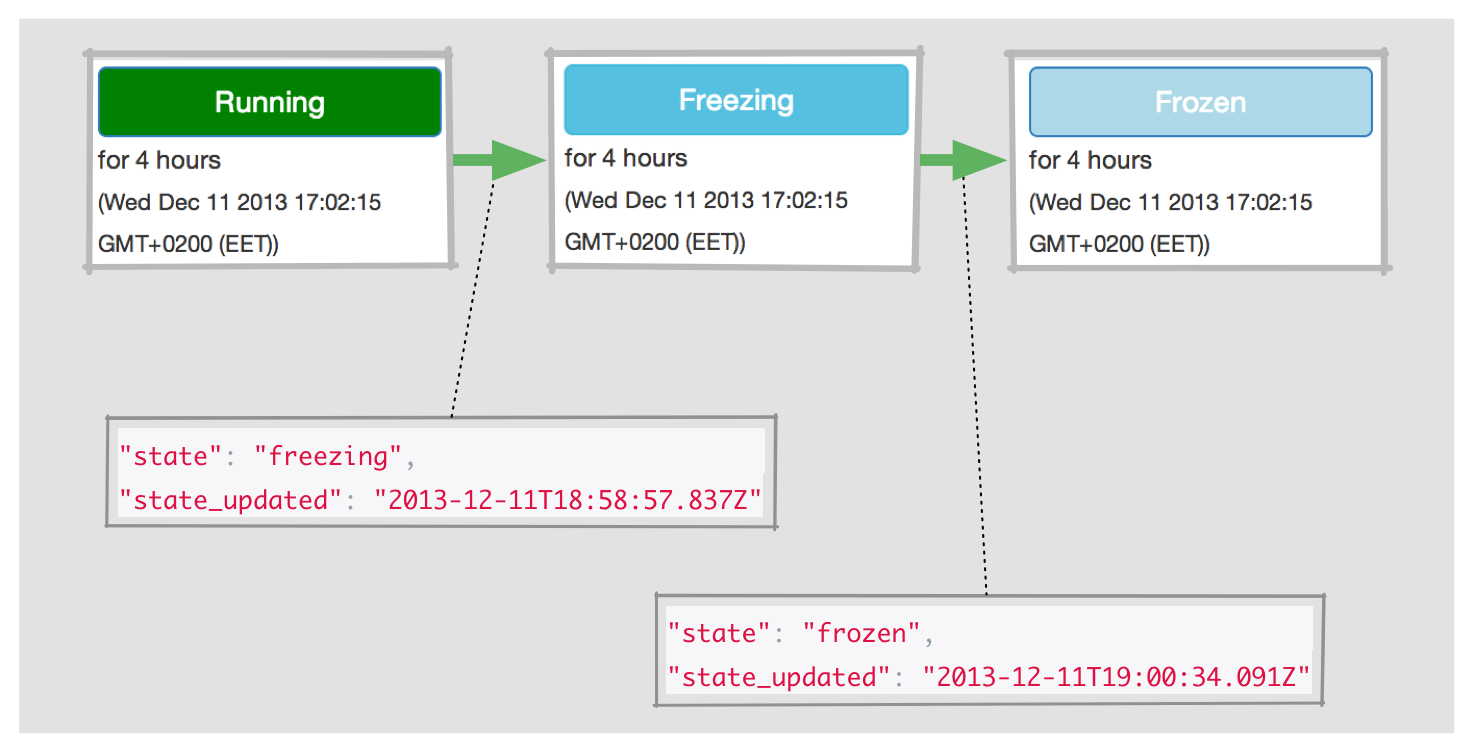 Running
for 4 hours
(Wed Dec 11 2013 17:02:15
GMT+0200 (EET))
Freezing
for 4 hours
(Wed Dec 11 2013 17:02:15
GMT+0200 (EET))
Frozen
for 4 hours
(Wed Dec 11 2013 17:02:15
GMT+0200 (EET))
"state": "freezing",
"state_updated": "2013-12-11T18:58:57.837Z"
"state": "frozen",
"state_updated": "2013-12-11T19:00:34.091Z"